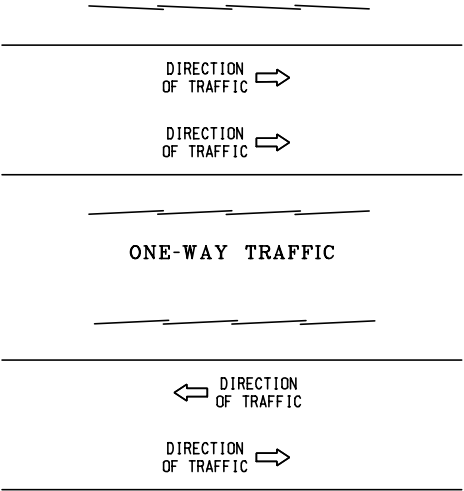 DIRECTION
OF TRAFFIC
DIRECTION
OF TRAFFIC
ONE-WAY TRAFFIC
DIRECTION
OF TRAFFIC
DIRECTION
OF TRAFFIC